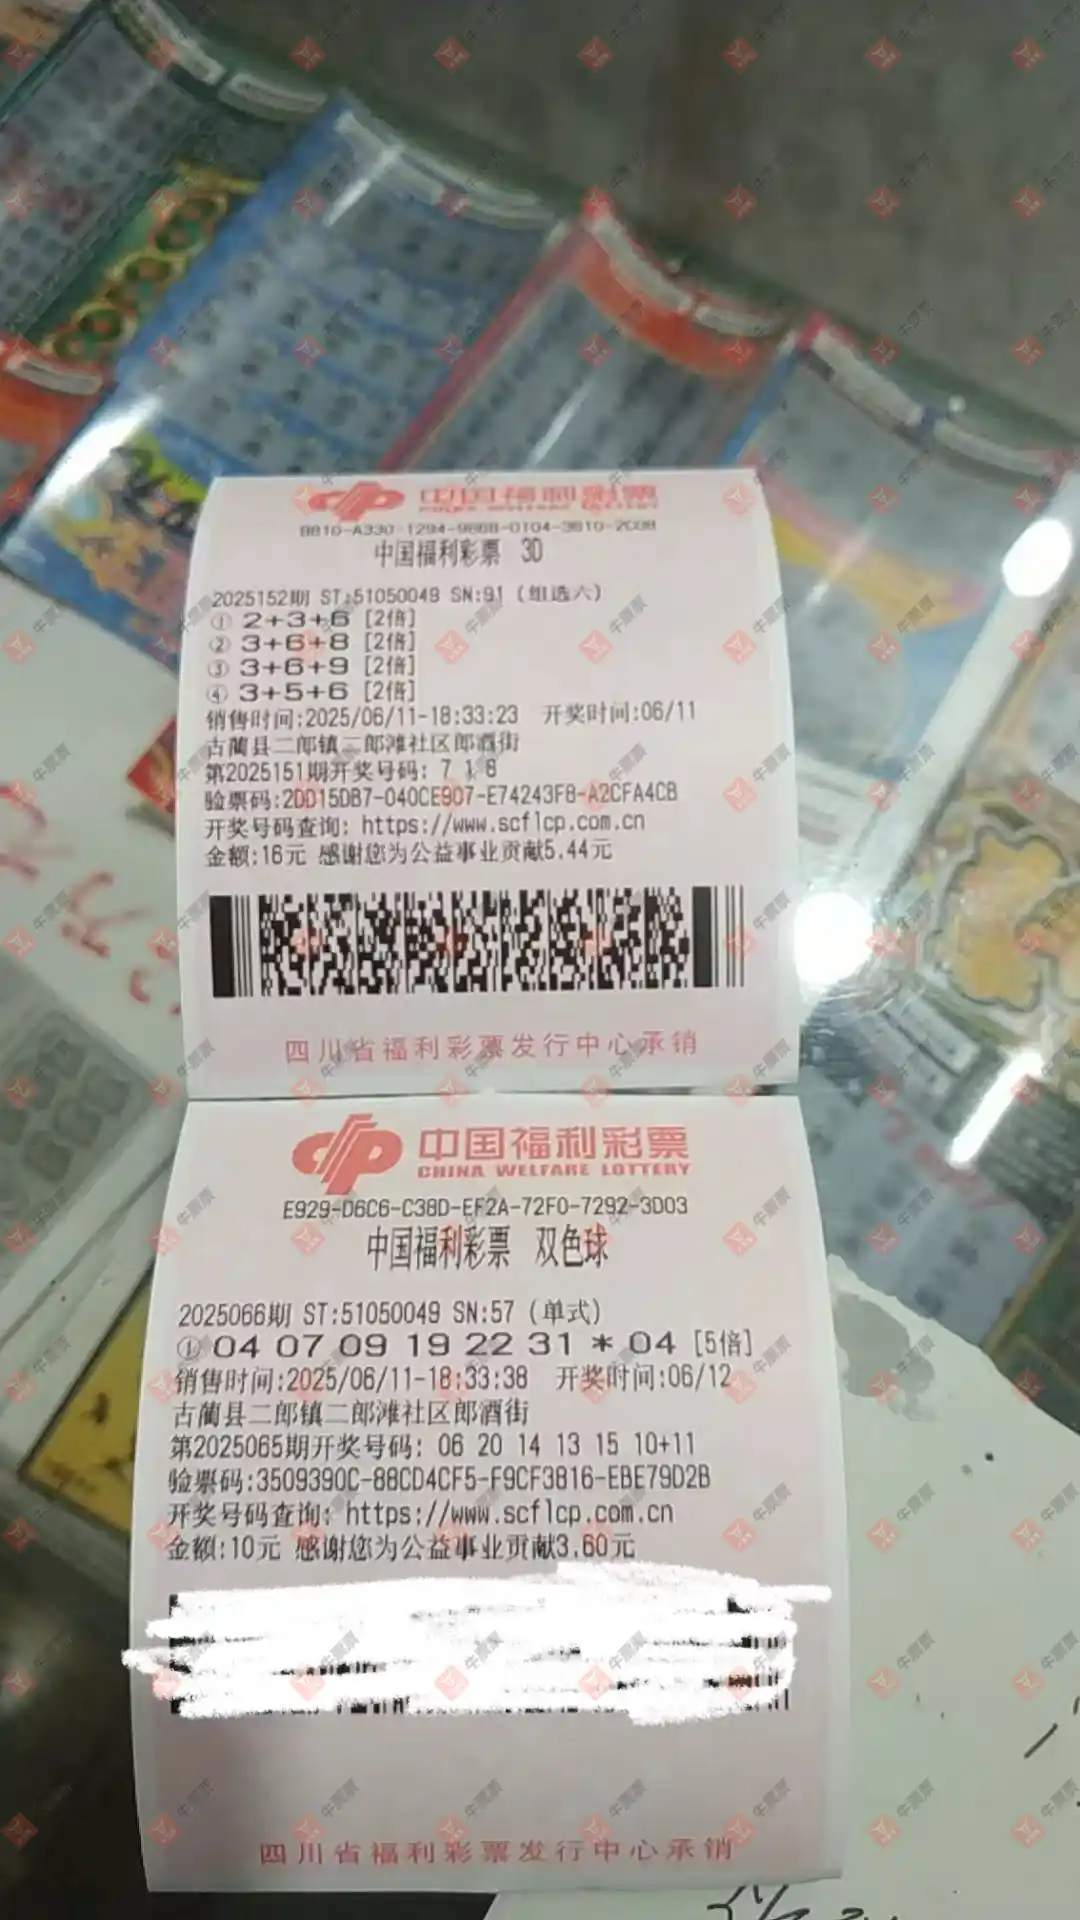 中国福利彩票
CHINA WELFARE LOTTERY
中国福利彩票 3D
2025152期 ST:51050049 SN:91 (组选六)
① 2+3+6 [2倍]
② 3+6+8 [2倍]
③ 3+6+9 [2倍]
④ 3+5+6 [2倍]
销售时间:2025/06/11-18:33:23 开奖时间:06/11
古蔺县二郎镇二郎滩社区郎酒街
第2025151期开奖号码: 7 1 8
验票码:2DD15DB7-040CE907-E74243F8-A2CFA4CB
开奖号码查询: https://www.scflcp.com.cn
金额:16元 感谢您为公益事业贡献5.44元
四川省福利彩票发行中心承销
中国福利彩票
CHINA WELFARE LOTTERY
E929-D6C6-C38D-EF2A-72F0-7292-3D03
中国福利彩票 双色球
2025066期 ST:51050049 SN:57 (单式)
① 04 07 09 19 22 31 * 04 [5倍]
销售时间:2025/06/11-18:33:38 开奖时间:06/12
古蔺县二郎镇二郎滩社区郎酒街
第2025065期开奖号码: 06 20 14 13 15 10+11
验票码:3509390C-88CD4CF5-F9CF3816-EBE79D2B
开奖号码查询: https://www.scflcp.com.cn
金额:10元 感谢您为公益事业贡献3.60元
四川省福利彩票发行中心承销
牛票票